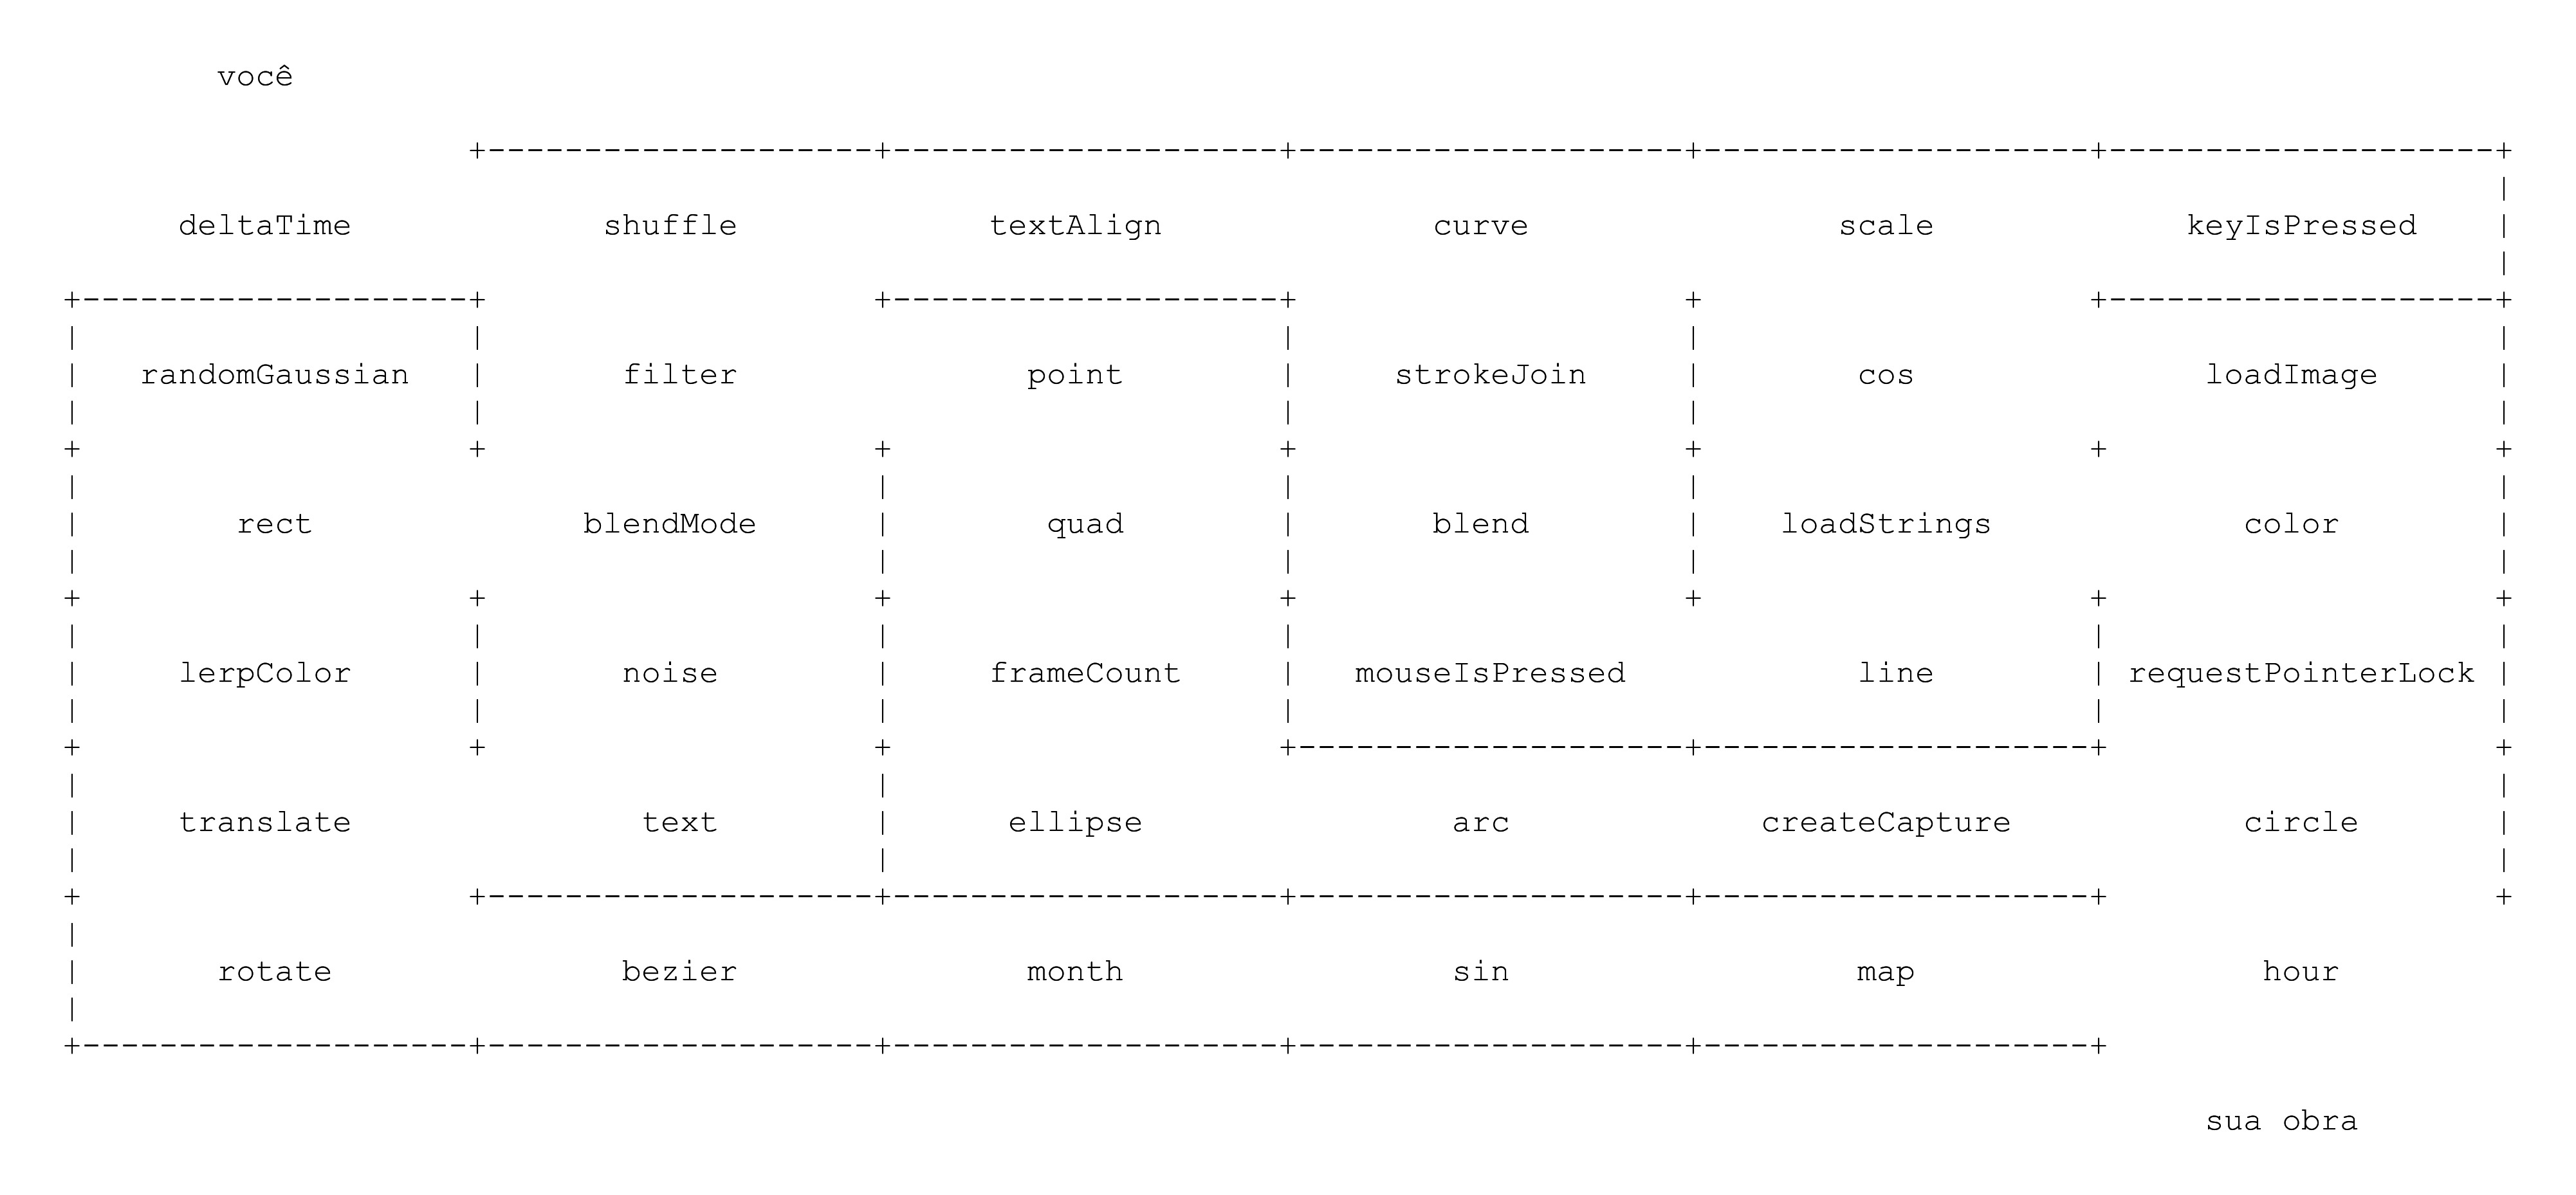 você
deltaTime shuffle textAlign curve scale keyIsPressed
randomGaussian filter point strokeJoin cos loadImage
rect blendMode quad blend loadStrings color
lerpColor noise frameCount mouseIsPressed line requestPointerLock
translate text ellipse arc createCapture circle
rotate bezier month sin map hour
sua obra